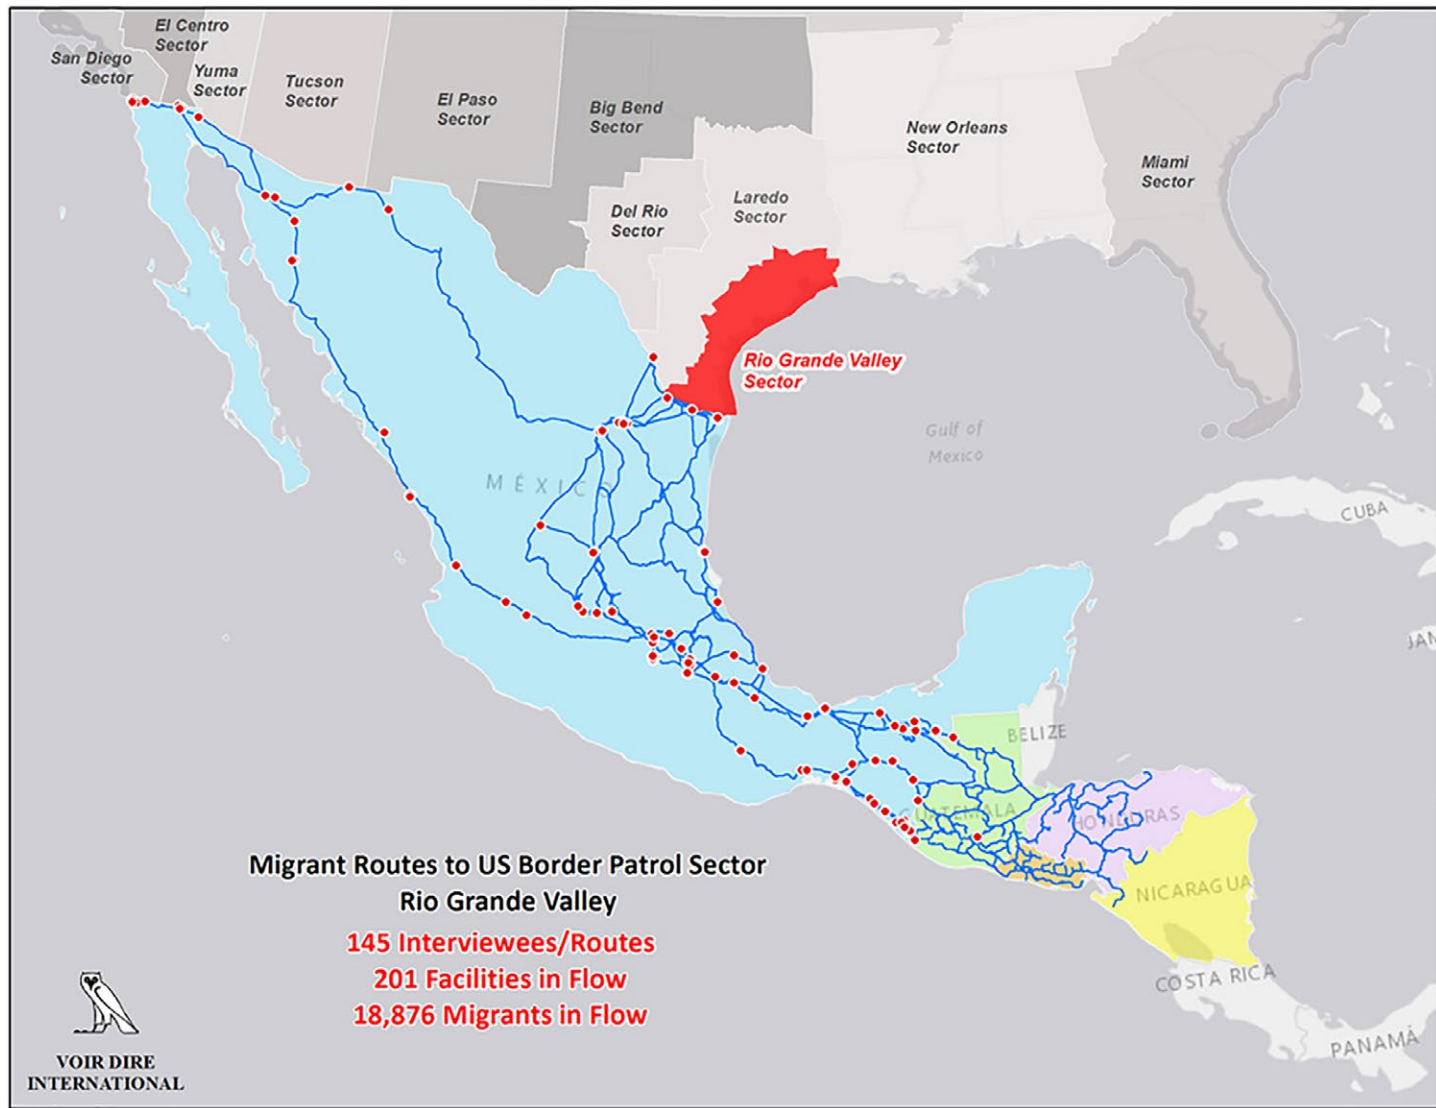 El Centro
Sector
San Diego
Sector
Yuma
Sector
Tucson
Sector
El Paso
Sector
Big Bend
Sector
New Orleans
Sector
Miami
Sector
Del Rio
Sector
Laredo
Sector
Rio Grande Valley
Sector
Gulf of
Mexico
MÉXICO
CUBA
JAM
BELIZE
GUATEMALA
HONDURAS
NICARAGUA
COSTA RICA
PANAMÁ
Migrant Routes to US Border Patrol Sector
Rio Grande Valley
145 Interviewees/Routes
201 Facilities in Flow
18,876 Migrants in Flow
VOIR DIRE
INTERNATIONAL